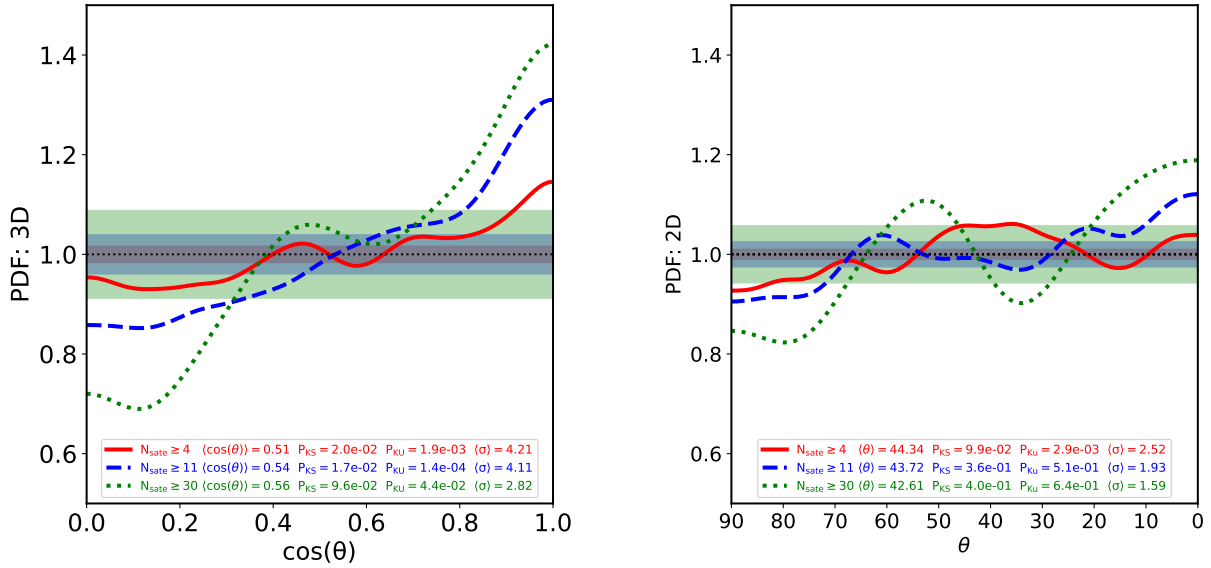 PDF: 3D
1.4
1.2
1.0
0.8
0.6
N_sate ≥ 4 ⟨cos(θ)⟩ = 0.51 P_KS = 2.0e-02 P_KU = 1.9e-03 ⟨σ⟩ = 4.21
N_sate ≥ 11 ⟨cos(θ)⟩ = 0.54 P_KS = 1.7e-02 P_KU = 1.4e-04 ⟨σ⟩ = 4.11
N_sate ≥ 30 ⟨cos(θ)⟩ = 0.56 P_KS = 9.6e-02 P_KU = 4.4e-02 ⟨σ⟩ = 2.82
0.0 0.2 0.4 0.6 0.8 1.0
cos(θ)
PDF: 2D
1.4
1.2
1.0
0.8
0.6
N_sate ≥ 4 ⟨θ⟩ = 44.34 P_KS = 9.9e-02 P_Ku = 2.9e-03 ⟨σ⟩ = 2.52
N_sate ≥ 11 ⟨θ⟩ = 43.72 P_KS = 3.6e-01 P_Ku = 5.1e-01 ⟨σ⟩ = 1.93
N_sate ≥ 30 ⟨θ⟩ = 42.61 P_KS = 4.0e-01 P_Ku = 6.4e-01 ⟨σ⟩ = 1.59
90 80 70 60 50 40 30 20 10 0
θ